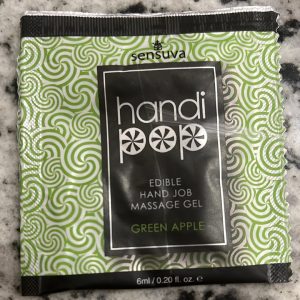 sensuva
handi
pop
EDIBLE
HAND JOB
MASSAGE GEL
GREEN APPLE
6ml / 0.20 fl. oz. e